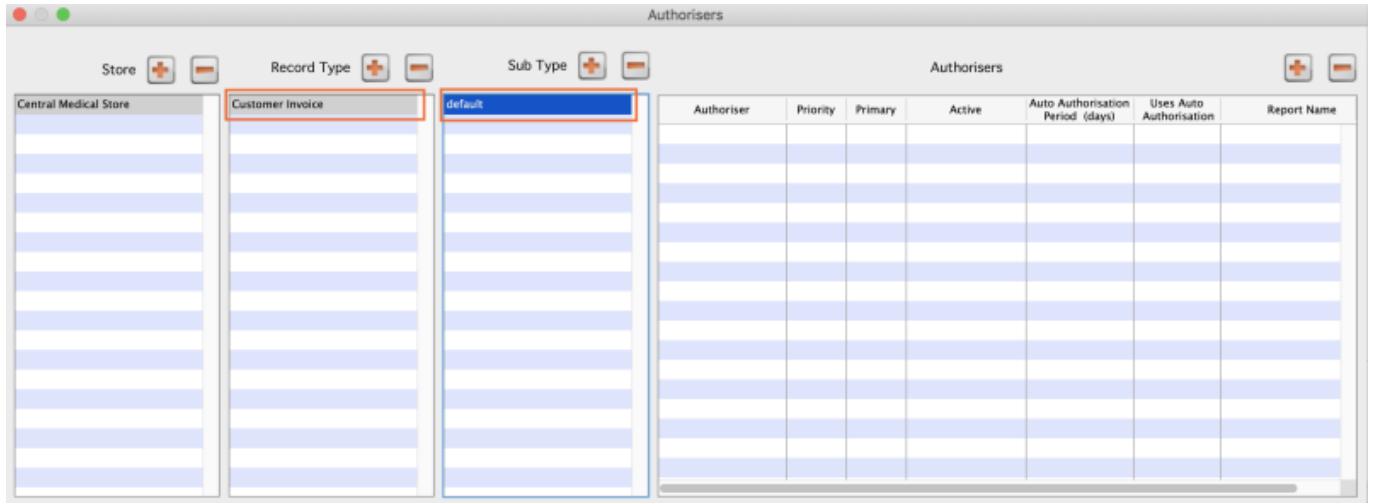 Authorisers
Store Record Type Sub Type Authorisers
Central Medical Store Customer Invoice default
Authoriser Priority Primary Active Auto Authorisation Period (days) Uses Auto Authorisation Report Name